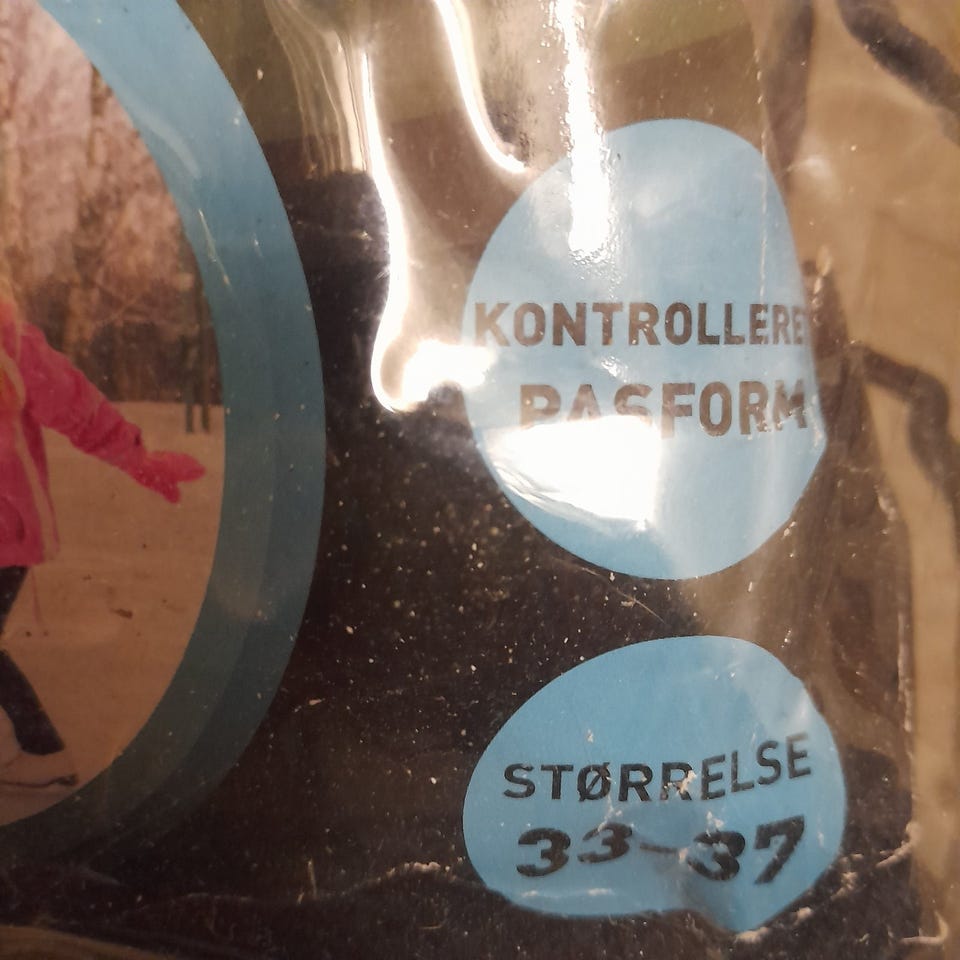 KONTROLLERET
PASFORM
STØRRELSE
33-37